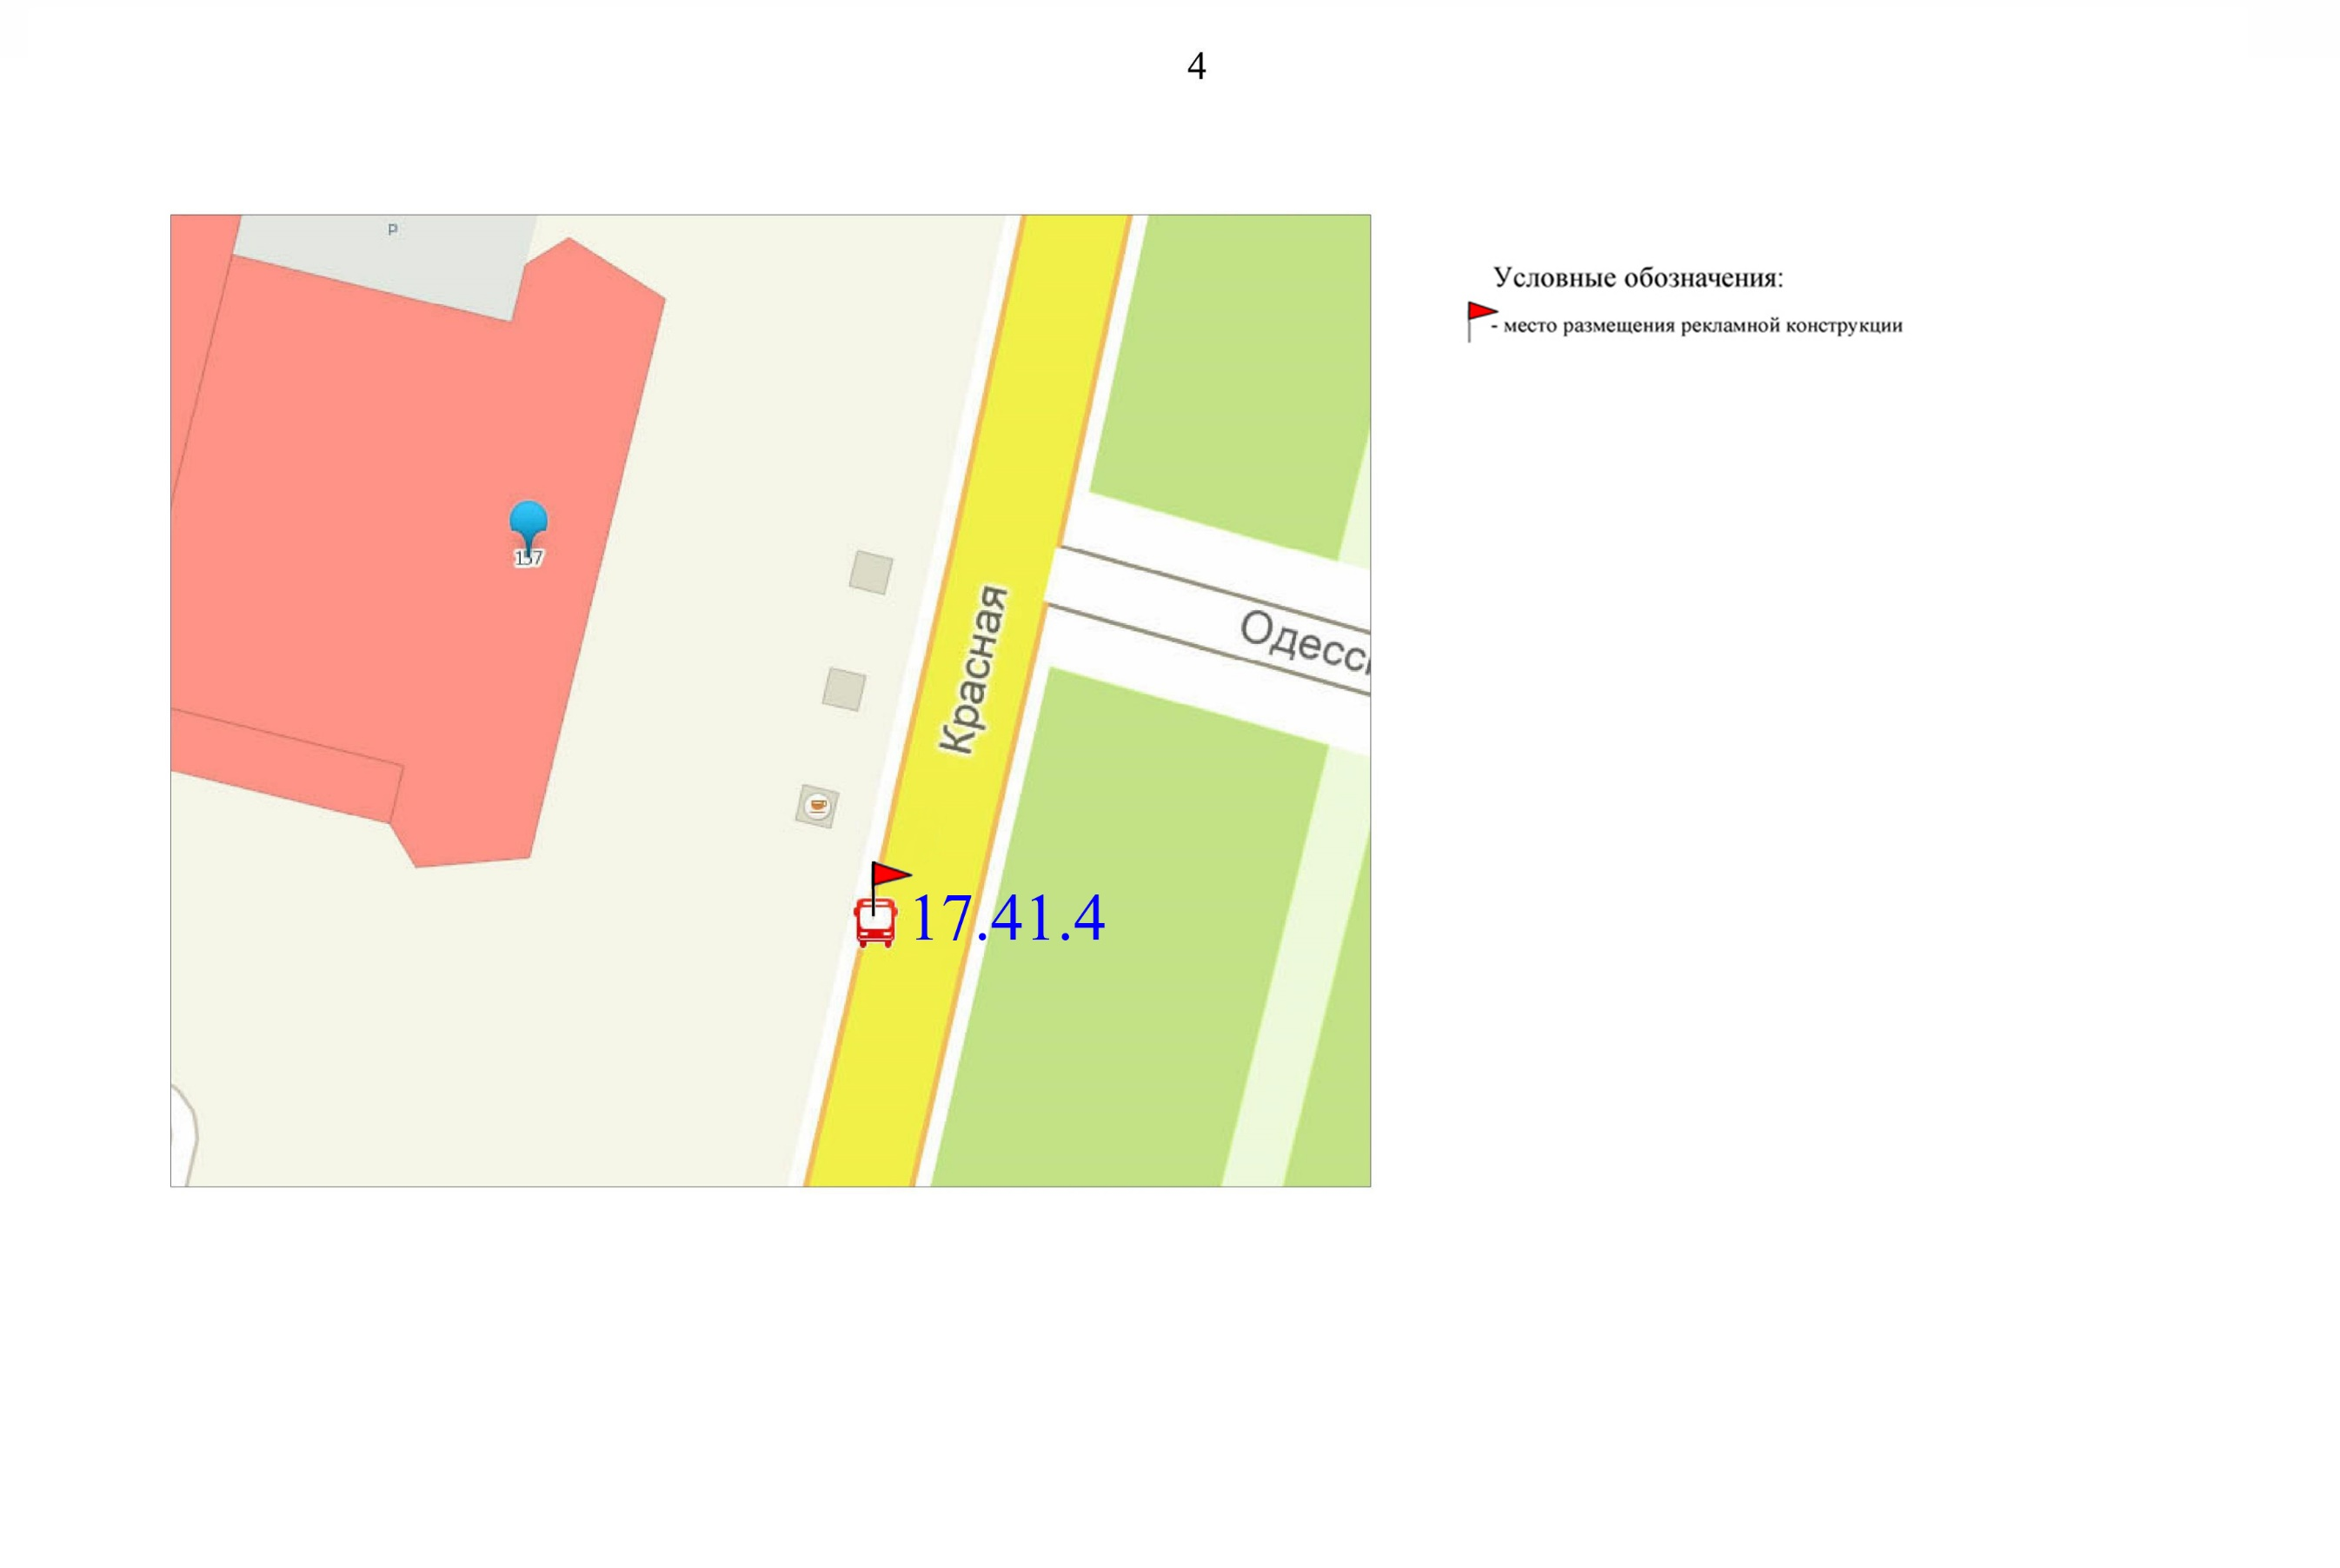 4
P
Условные обозначения:
- место размещения рекламной конструкции
157
Красная
Одесс
17.41.4